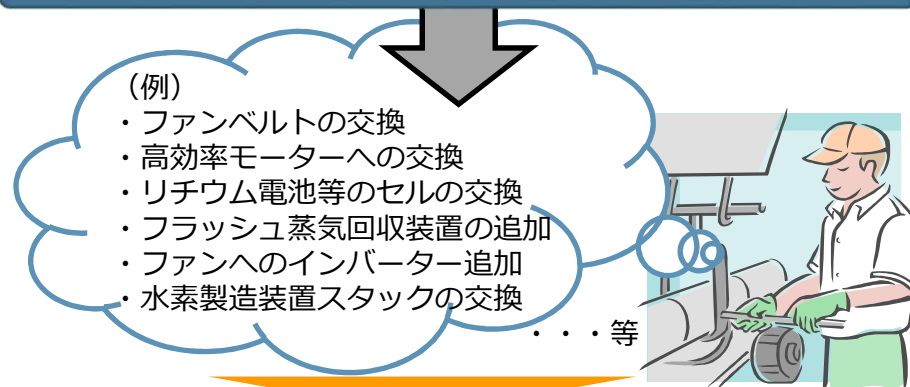 （例）
・ファンベルトの交換
・高効率モーターへの交換
・リチウム電池等のセルの交換
・フラッシュ蒸気回収装置の追加
・ファンへのインバーター追加
・水素製造装置スタックの交換
・・・等